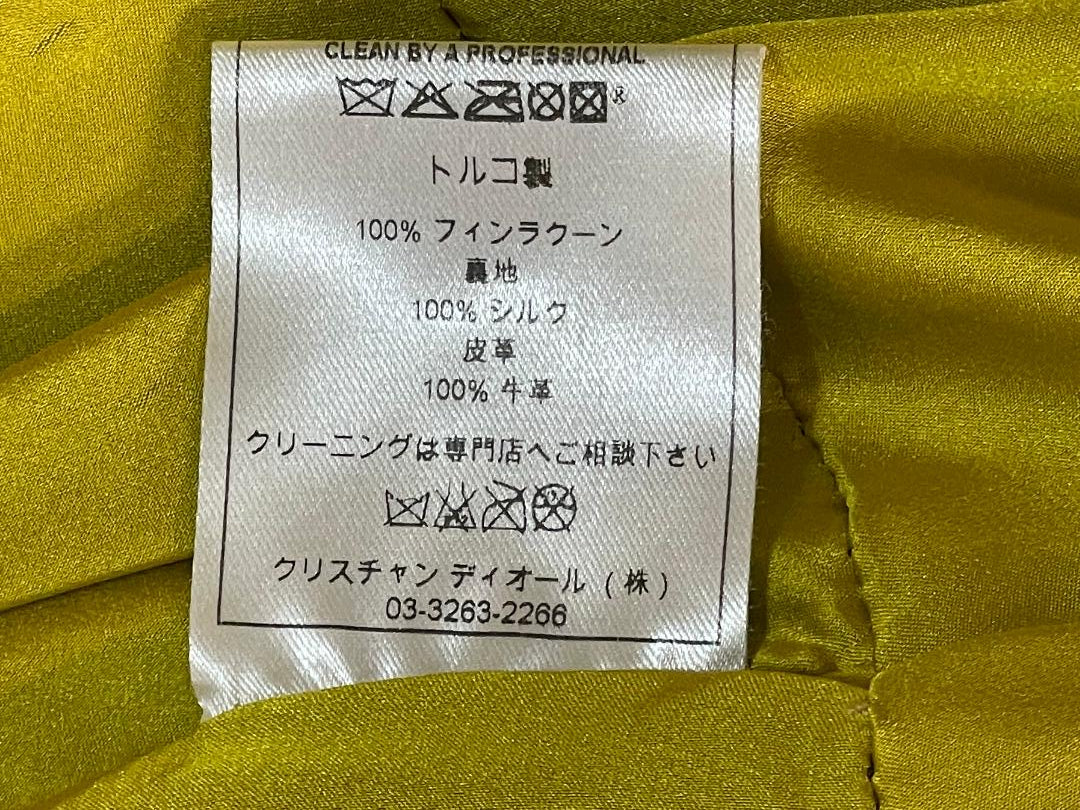 CLEAN BY A PROFESSIONAL
トルコ製
100% フィンラクーン
裏地
100% シルク
皮革
100% 牛革
クリーニングは専門店へご相談下さい
クリスチャン ディオール (株)
03-3263-2266